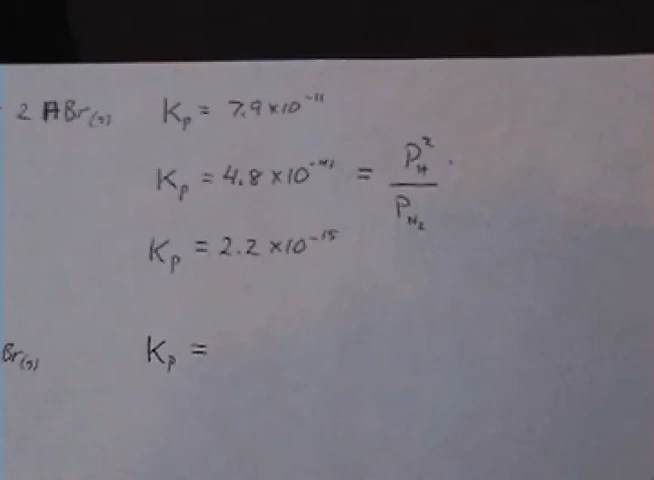 2 HBr(g) Kp = 7.9 × 10⁻¹¹
Kp = 4.8 × 10⁻⁴¹ = P_H² / P_H₂
Kp = 2.2 × 10⁻¹⁵
Br(g) Kp =